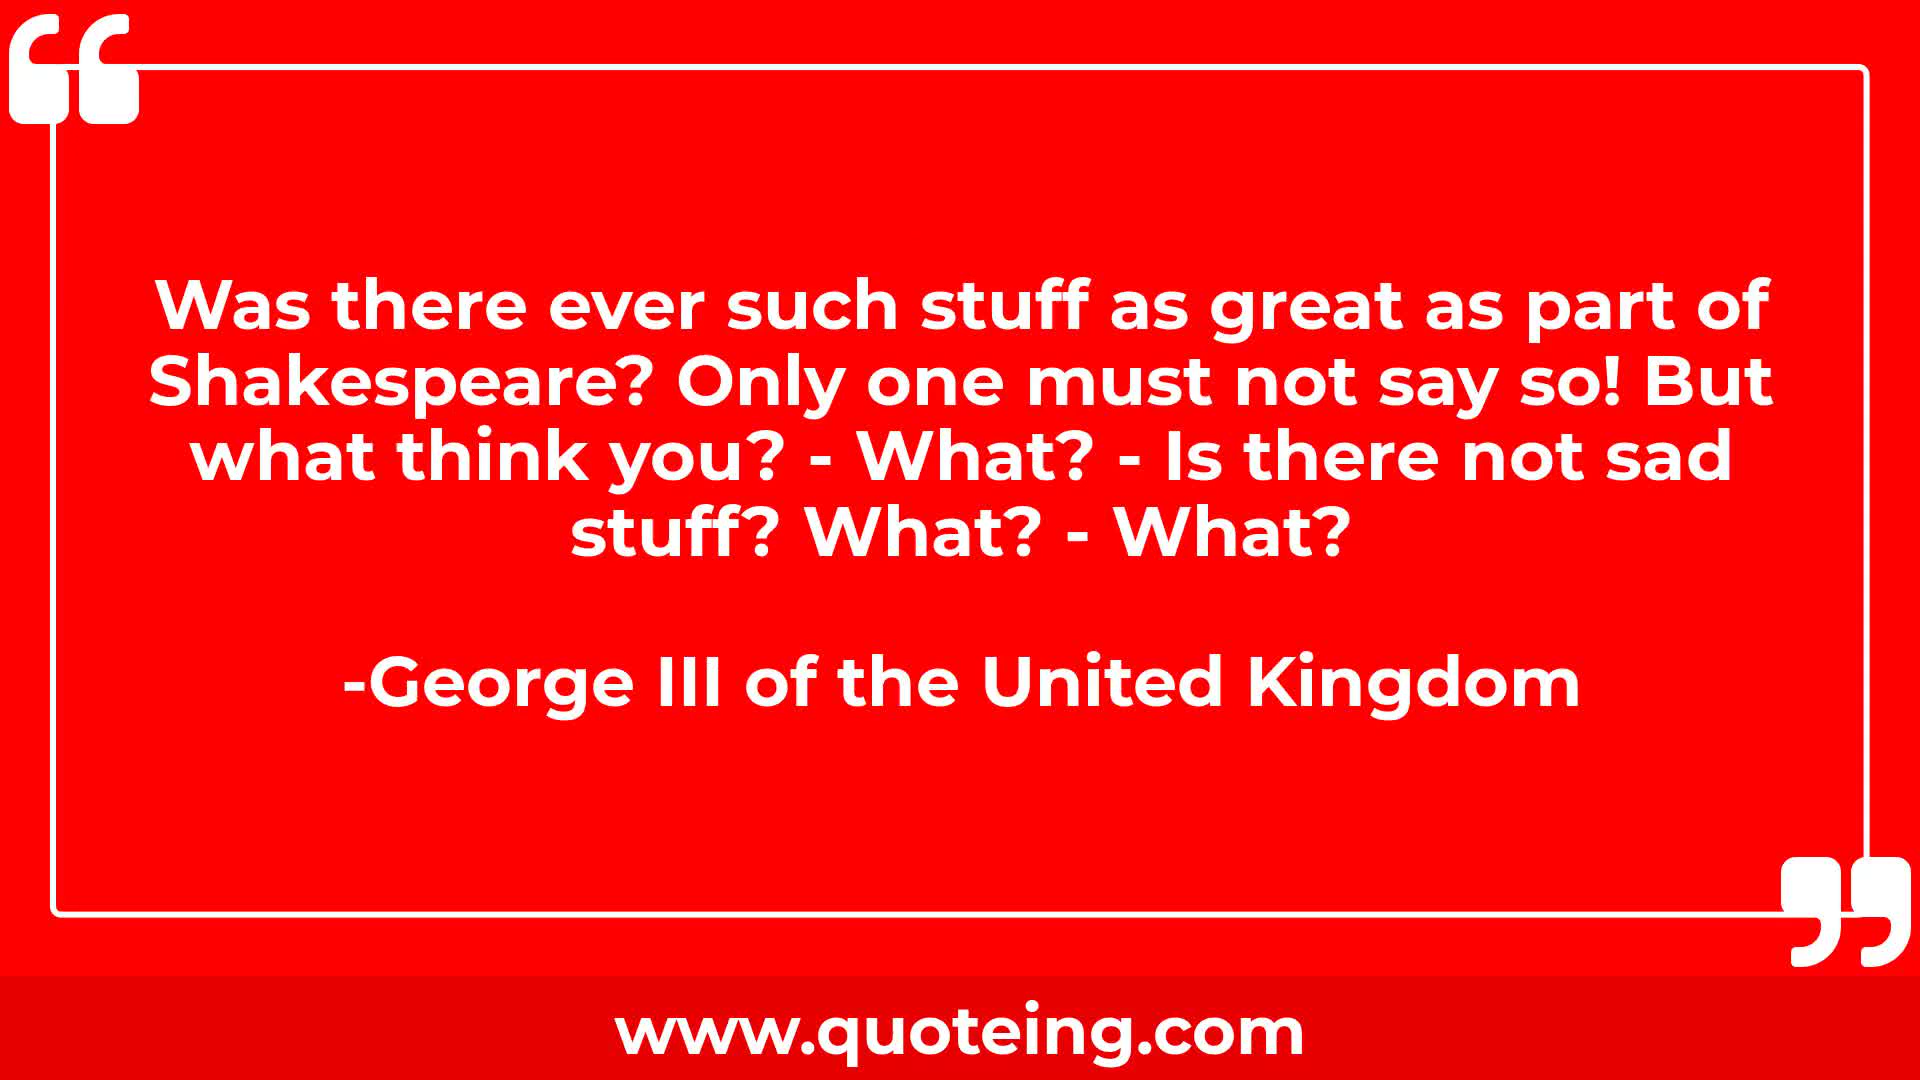 Was there ever such stuff as great as part of
Shakespeare? Only one must not say so! But
what think you? - What? - Is there not sad
stuff? What? - What?
-George III of the United Kingdom
www.quoteing.com